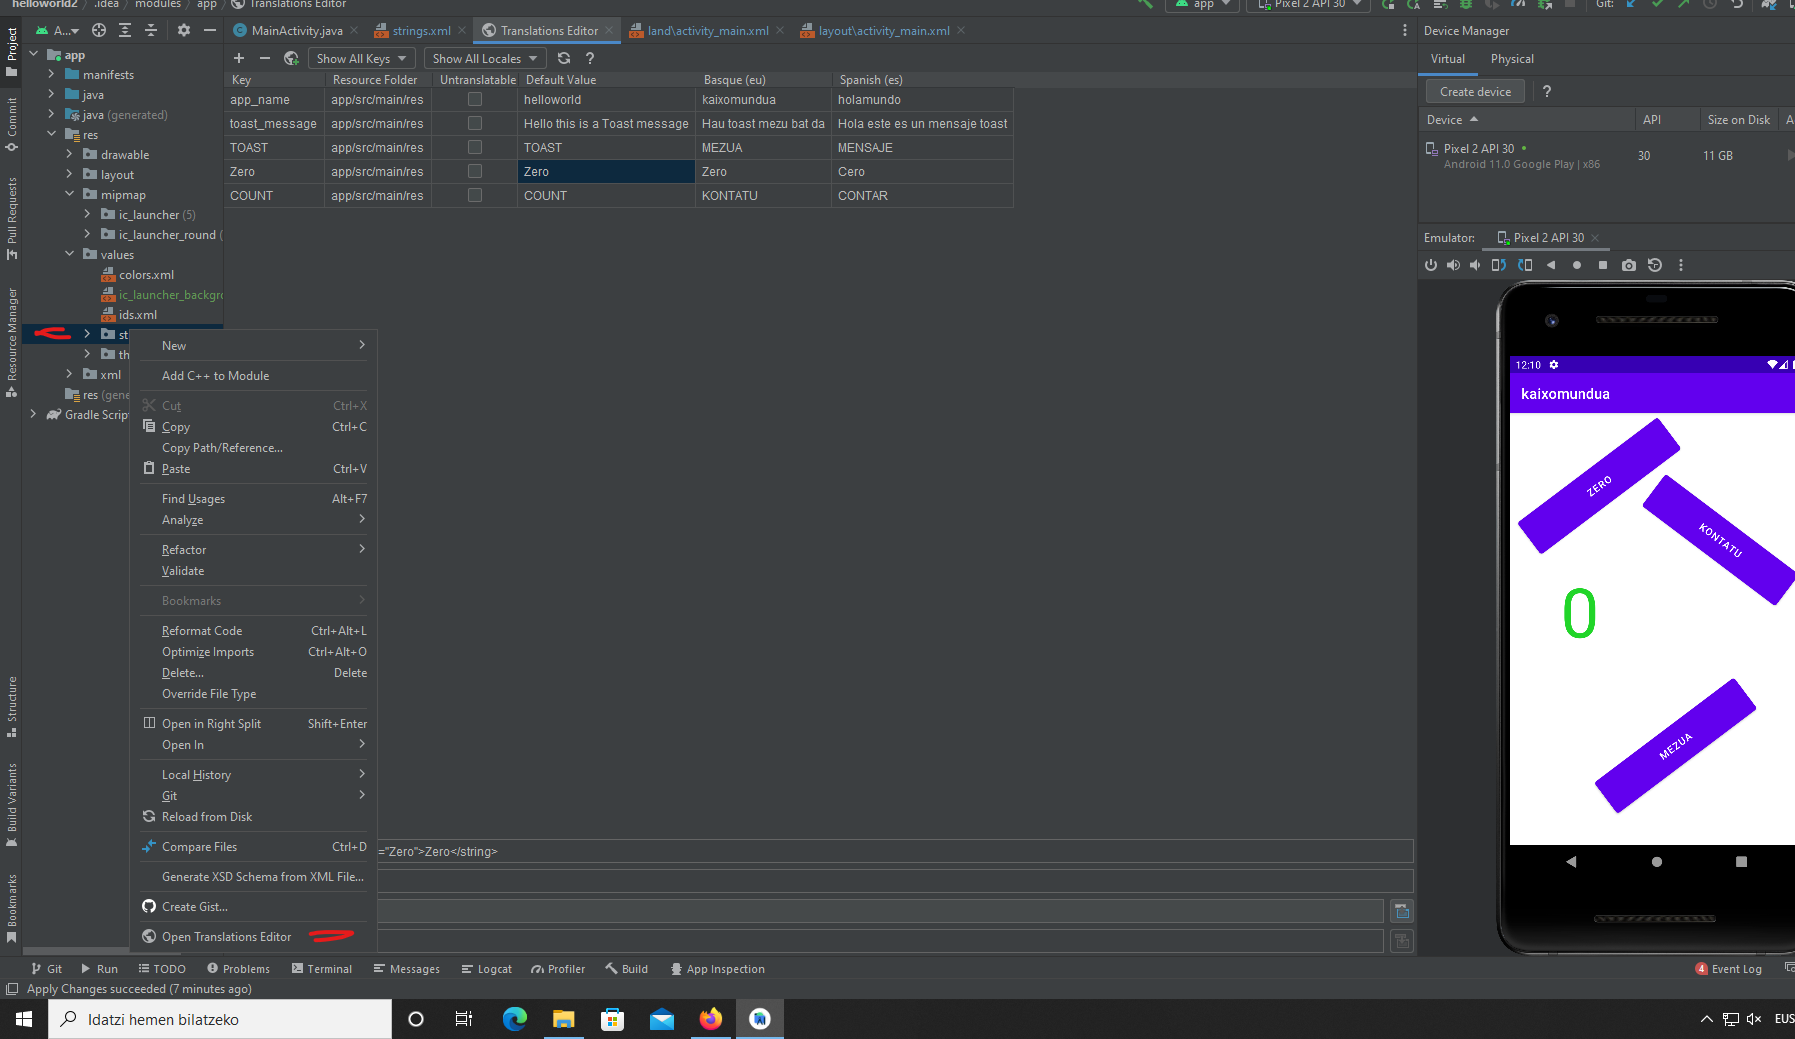 helloworld2 〉 .idea 〉 modules 〉 app 〉 Translations Editor
app
Pixel 2 API 30
Git:
A...
MainActivity.java
strings.xml
Translations Editor
land\activity_main.xml
layout\activity_main.xml
Device Manager
Project
Commit
Pull Requests
Resource Manager
Structure
Build Variants
Bookmarks
app
manifests
java
java (generated)
res
drawable
layout
mipmap
ic_launcher (5)
ic_launcher_round (
values
colors.xml
ic_launcher_backgro
ids.xml
st
th
xml
res (gene
Gradle Scrip
Show All Keys
Show All Locales
?
Key Resource Folder Untranslatable Default Value Basque (eu) Spanish (es)
app_name app/src/main/res helloworld kaixomundua holamundo
toast_message app/src/main/res Hello this is a Toast message Hau toast mezu bat da Hola este es un mensaje toast
TOAST app/src/main/res TOAST MEZUA MENSAJE
Zero app/src/main/res Zero Zero Cero
COUNT app/src/main/res COUNT KONTATU CONTAR
New
Add C++ to Module
Cut Ctrl+X
Copy Ctrl+C
Copy Path/Reference...
Paste Ctrl+V
Find Usages Alt+F7
Analyze
Refactor
Validate
Bookmarks
Reformat Code Ctrl+Alt+L
Optimize Imports Ctrl+Alt+O
Delete... Delete
Override File Type
Open in Right Split Shift+Enter
Open In
Local History
Git
Reload from Disk
Compare Files Ctrl+D
Generate XSD Schema from XML File...
Create Gist...
Open Translations Editor
="Zero">Zero</string>
Virtual Physical
Create device ?
Device API Size on Disk A
Pixel 2 API 30 30 11 GB
Android 11.0 Google Play | x86
Emulator: Pixel 2 API 30
12:10
kaixomundua
ZERO
KONTATU
0
MEZUA
Git Run TODO Problems Terminal Messages Logcat Profiler Build App Inspection
4 Event Log
Apply Changes succeeded (7 minutes ago)
Idatzi hemen bilatzeko
EUS